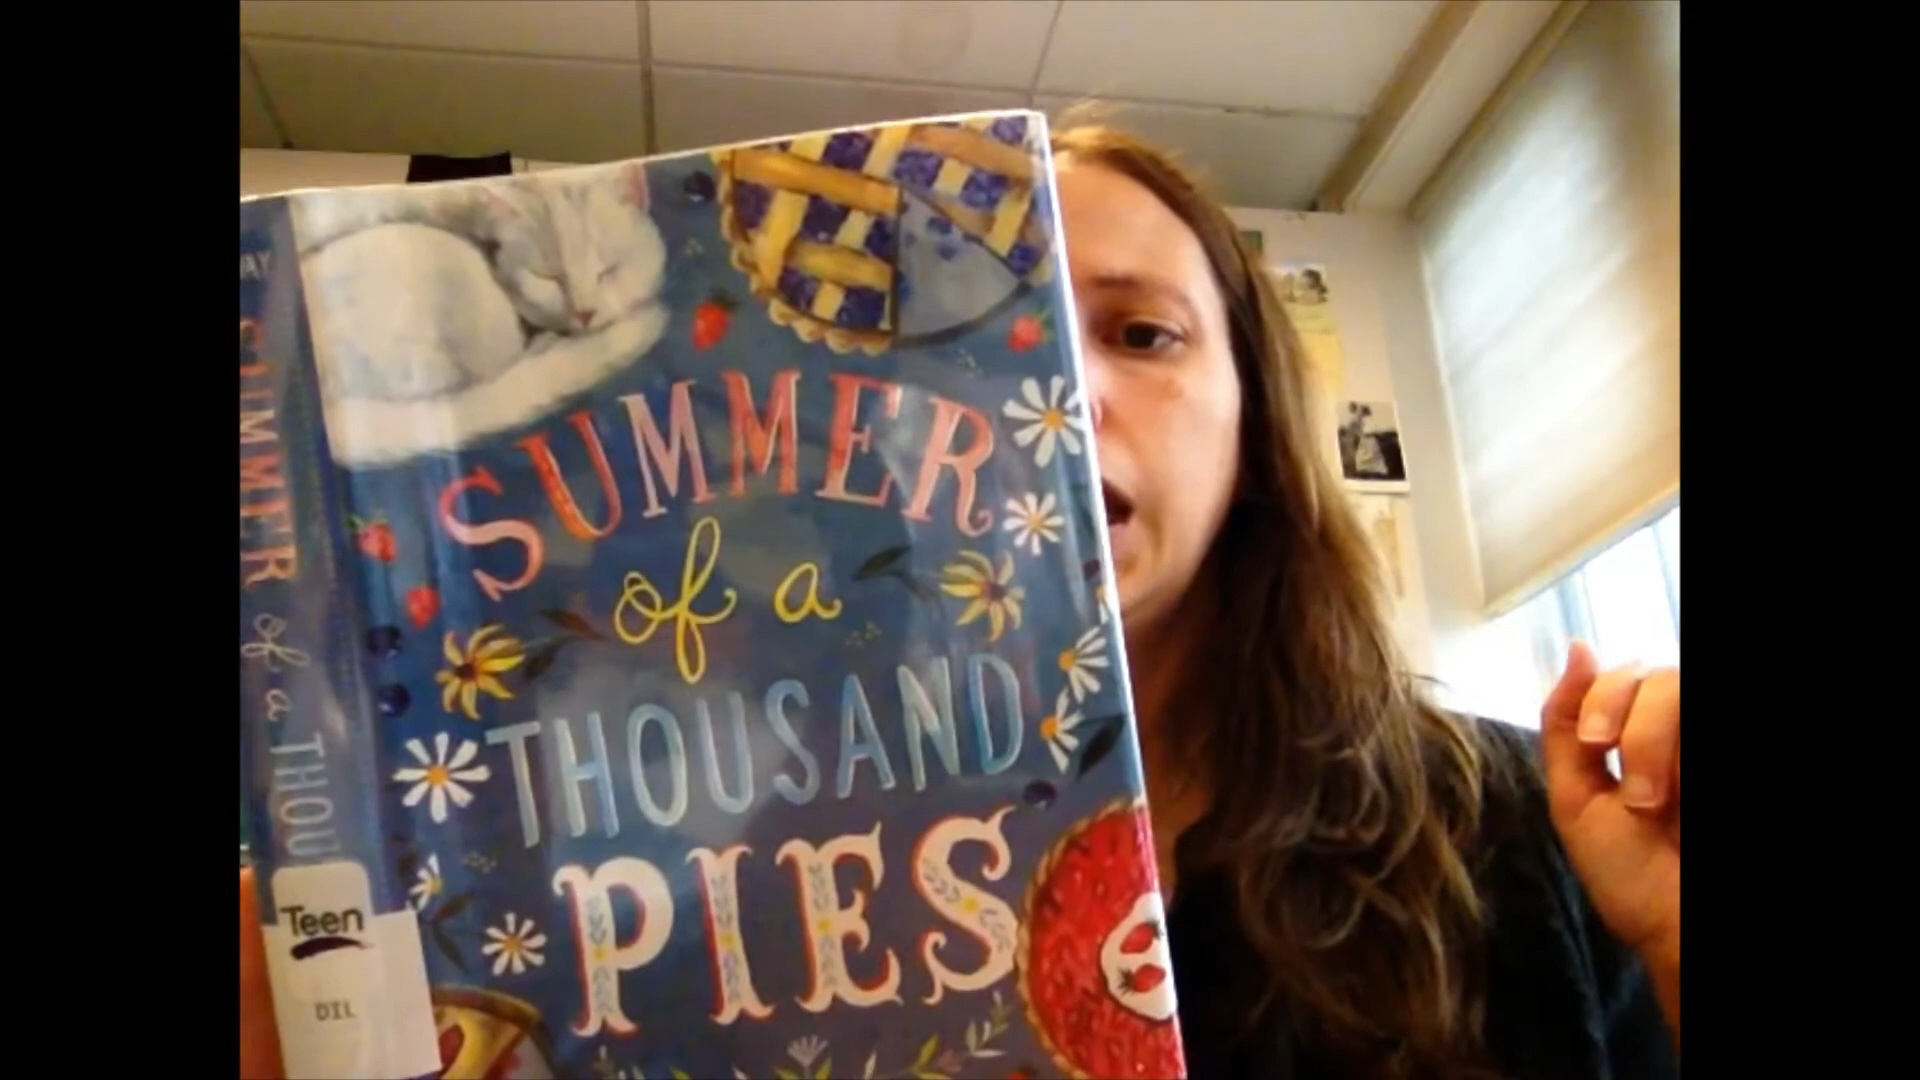 SUMMER
of a
THOUSAND
PIES
SUMMER of a THOU
Teen
DIL